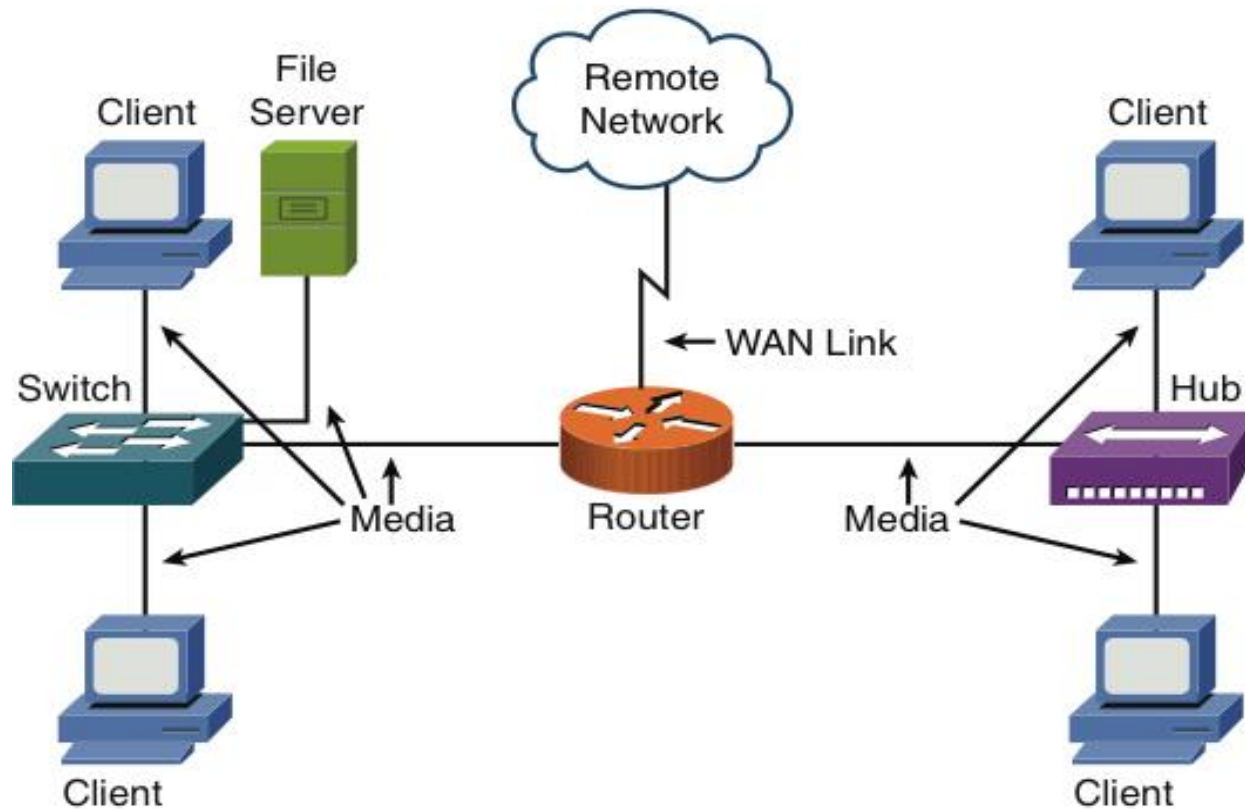 File
Server
Client
Remote
Network
Client
WAN Link
Switch
Hub
Media
Router
Media
Client
Client